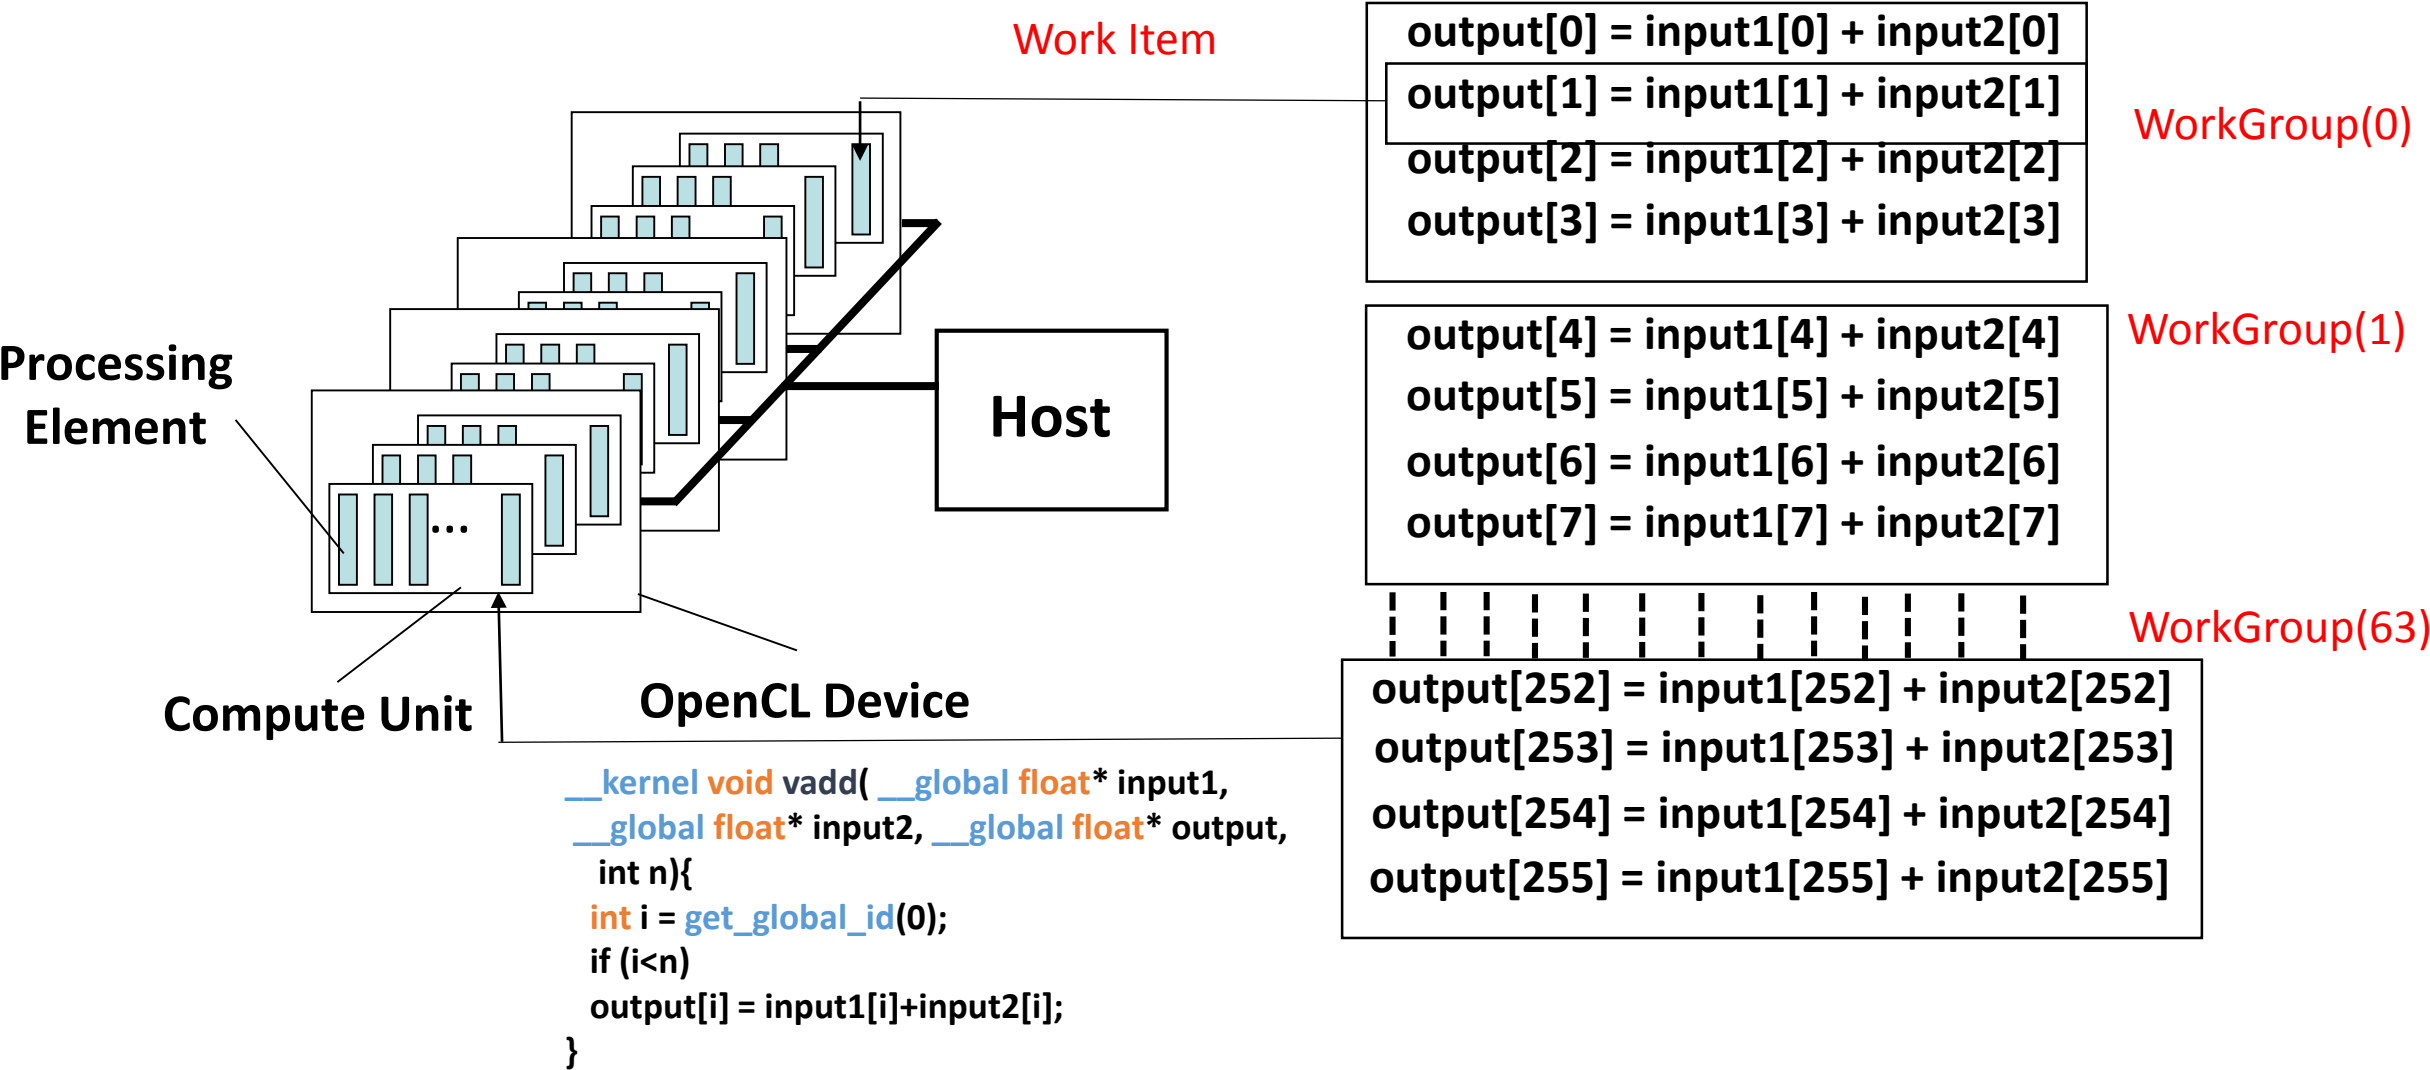 Work Item
output[0] = input1[0] + input2[0]
output[1] = input1[1] + input2[1]
output[2] = input1[2] + input2[2]
output[3] = input1[3] + input2[3]
WorkGroup(0)
output[4] = input1[4] + input2[4]
output[5] = input1[5] + input2[5]
output[6] = input1[6] + input2[6]
output[7] = input1[7] + input2[7]
WorkGroup(1)
WorkGroup(63)
output[252] = input1[252] + input2[252]
output[253] = input1[253] + input2[253]
output[254] = input1[254] + input2[254]
output[255] = input1[255] + input2[255]
Processing
Element
Host
...
Compute Unit
OpenCL Device
__kernel void vadd( __global float* input1,
__global float* input2, __global float* output,
int n){
int i = get_global_id(0);
if (i<n)
output[i] = input1[i]+input2[i];
}